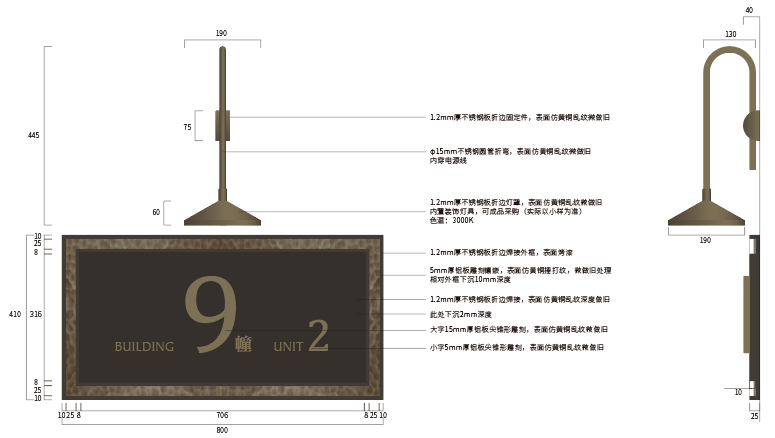 40
190
130
445
75
1.2mm厚不锈钢板折边固定件，表面仿黄铜乱纹微做旧
φ15mm不锈钢圆管折弯，表面仿黄铜乱纹微做旧
内穿电源线
60
1.2mm厚不锈钢板折边灯罩，表面仿黄铜乱纹微做旧
内置装饰灯具，可成品采购（实际以小样为准）
色温：3000K
190
10
25
8
1.2mm厚不锈钢板折边焊接外框，表面烤漆
5mm厚铝板雕刻镶嵌，表面仿黄铜捶打纹，微做旧处理
相对外框下沉10mm深度
410
316
1.2mm厚不锈钢板折边焊接，表面仿黄铜乱纹深度做旧
此处下沉2mm深度
大字15mm厚铝板尖锥形雕刻，表面仿黄铜乱纹微做旧
小字5mm厚铝板尖锥形雕刻，表面仿黄铜乱纹微做旧
BUILDING 9 UNIT 2
8
25
10
10
10 25 8
706
8 25 10
25
800